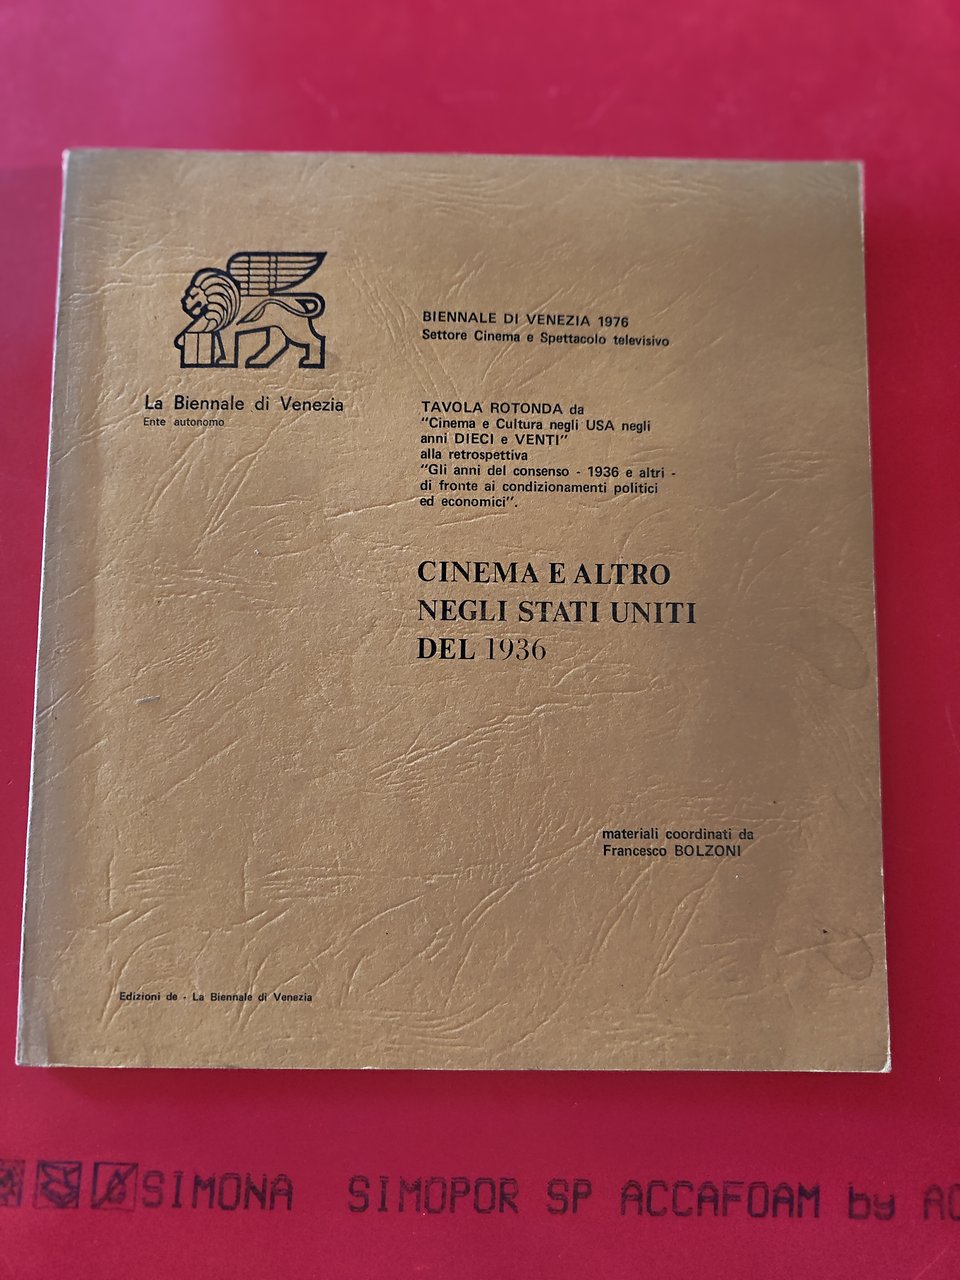 La Biennale di Venezia
Ente autonomo
BIENNALE DI VENEZIA 1976
Settore Cinema e Spettacolo televisivo
TAVOLA ROTONDA da
"Cinema e Cultura negli USA negli
anni DIECI e VENTI"
alla retrospettiva
"Gli anni del consenso - 1936 e altri -
di fronte ai condizionamenti politici
ed economici".
CINEMA E ALTRO
NEGLI STATI UNITI
DEL 1936
materiali coordinati da
Francesco BOLZONI
Edizioni de - La Biennale di Venezia
SIMONA SIMOPOR SP ACCAFOAM by